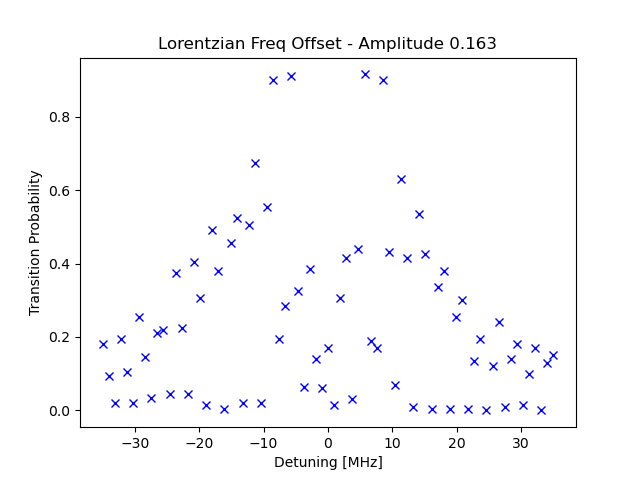 Lorentzian Freq Offset - Amplitude 0.163
Transition Probability
0.8
0.6
0.4
0.2
0.0
−30 −20 −10 0 10 20 30
Detuning [MHz]